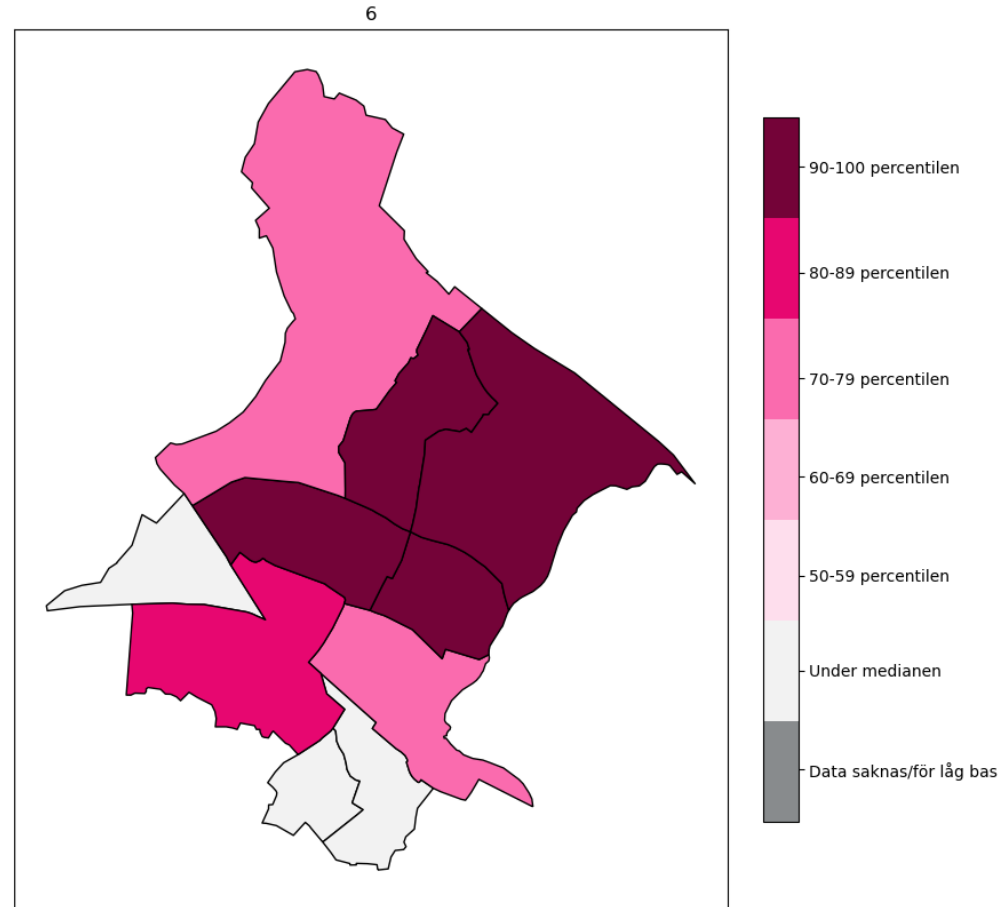 6
90-100 percentilen
80-89 percentilen
70-79 percentilen
60-69 percentilen
50-59 percentilen
Under medianen
Data saknas/för låg bas